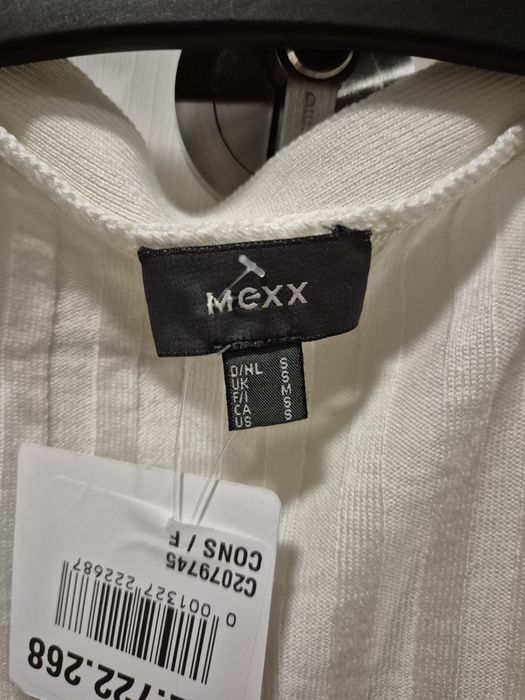 MEXX
D/NL S
UK S
F/I M
CA S
US S
CONS /
C2079745
0 001327 222687
.722.268